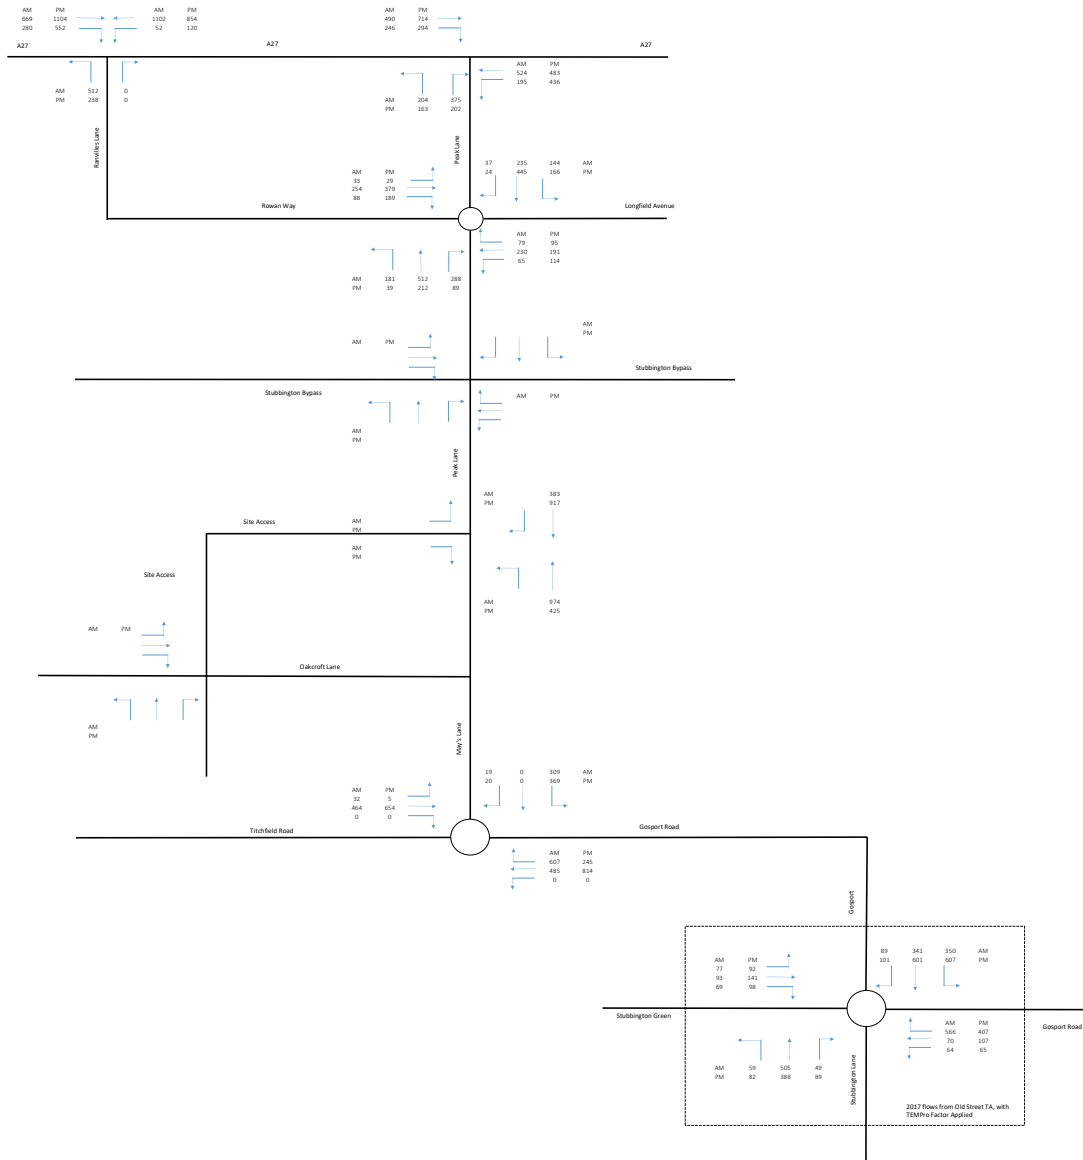 AM PM AM PM AM PM
669 1104 1102 854 490 714
280 552 52 120 246 294
A27 A27 A27
AM PM
524 483
195 436
AM 512 0
PM 238 0
AM 204 375
PM 163 202
Ranvilles Lane
Peak Lane
37 235 144 AM
24 445 166 PM
AM PM
33 29
254 379
88 189
Rowan Way
Longfield Avenue
AM PM
79 95
230 191
65 114
AM 181 512 288
PM 39 212 89
AM
PM
AM PM
Stubbington Bypass
Stubbington Bypass
AM PM
AM
PM
Peak Lane
AM 383
PM 917
Site Access
AM
PM
AM
PM
Site Access
AM 974
PM 425
AM PM
Oakcroft Lane
AM
PM
May's Lane
19 0 309 AM
20 0 369 PM
AM PM
32 5
464 654
0 0
Titchfield Road
Gosport Road
AM PM
607 245
485 814
0 0
Gosport
89 341 350 AM
101 601 607 PM
AM PM
77 92
93 141
69 98
Stubbington Green
Gosport Road
AM PM
566 407
70 107
64 65
AM 59 505 49
PM 82 388 89
Stubbington Lane
2017 flows from Old Street TA, with
TEMPro Factor Applied